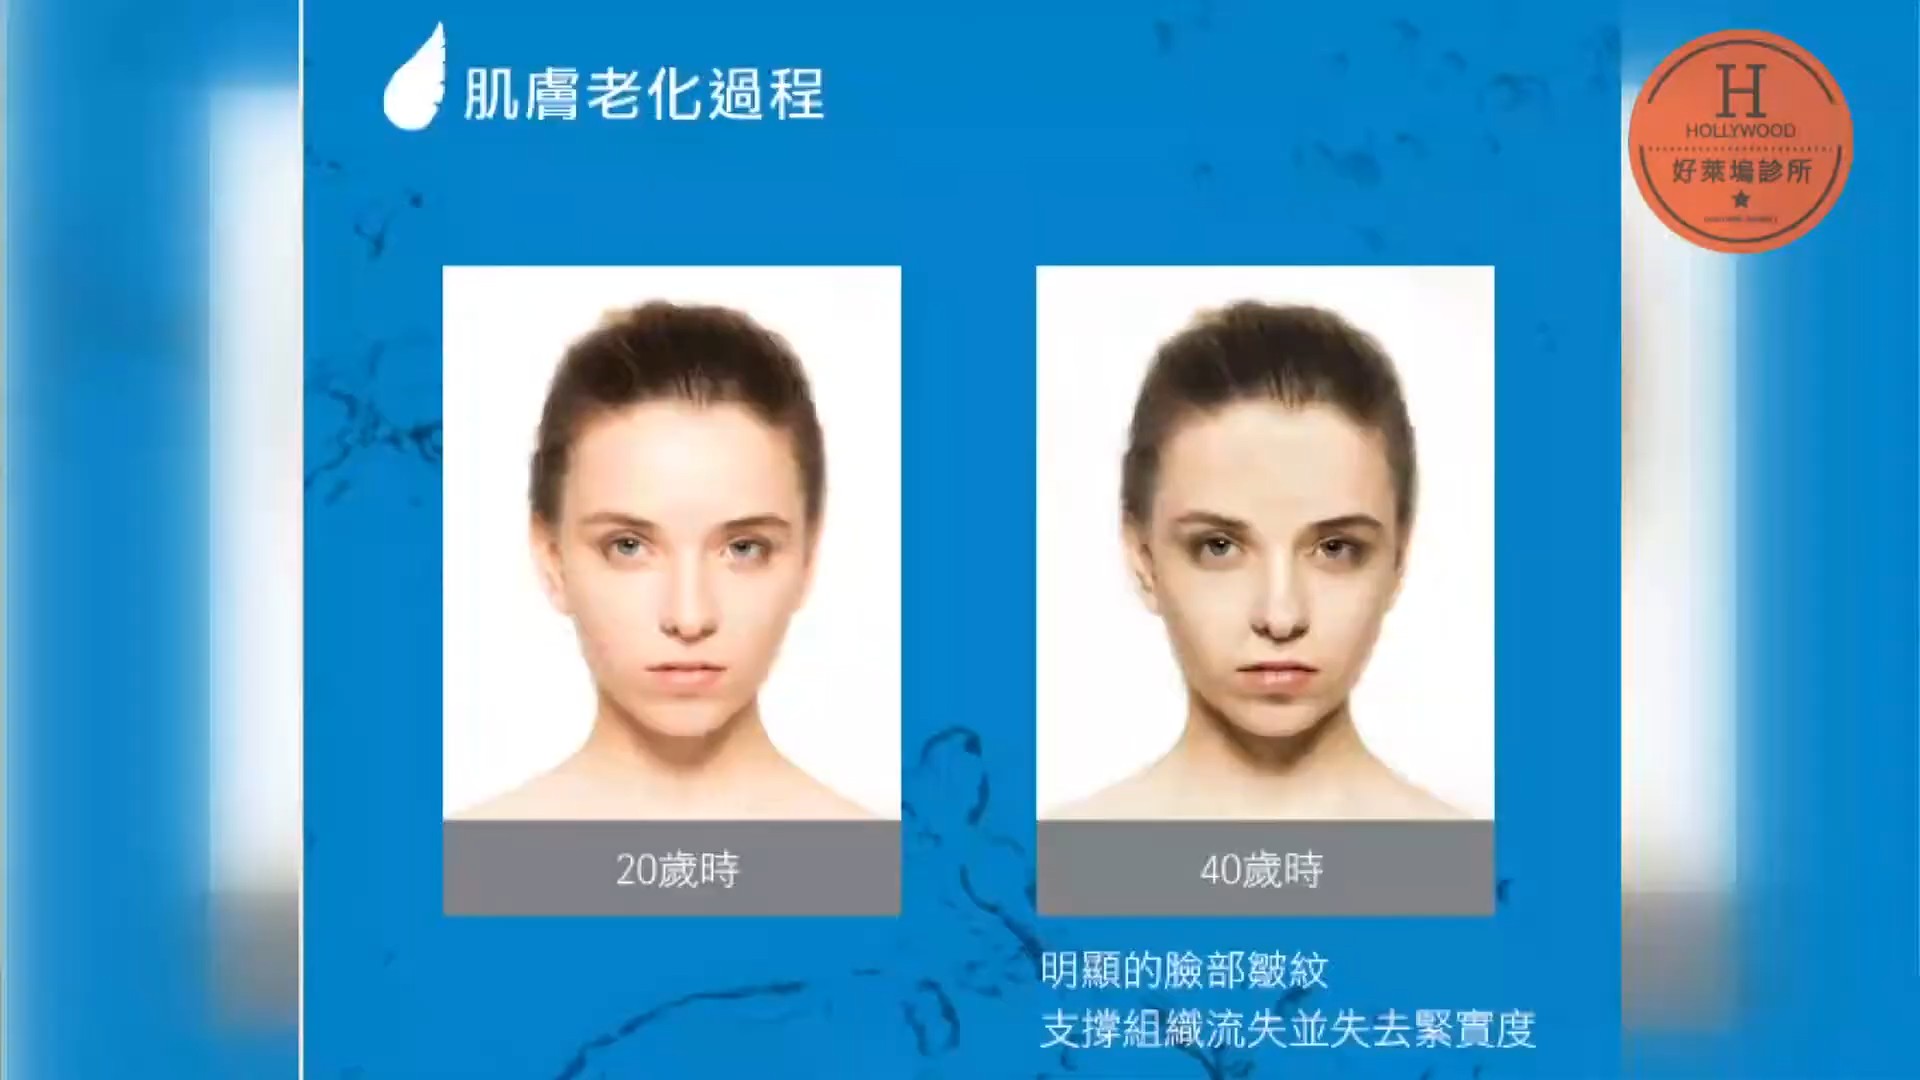 肌膚老化過程
H
HOLLYWOOD
好萊塢診所
20歲時
40歲時
明顯的臉部皺紋
支撐組織流失並失去緊實度